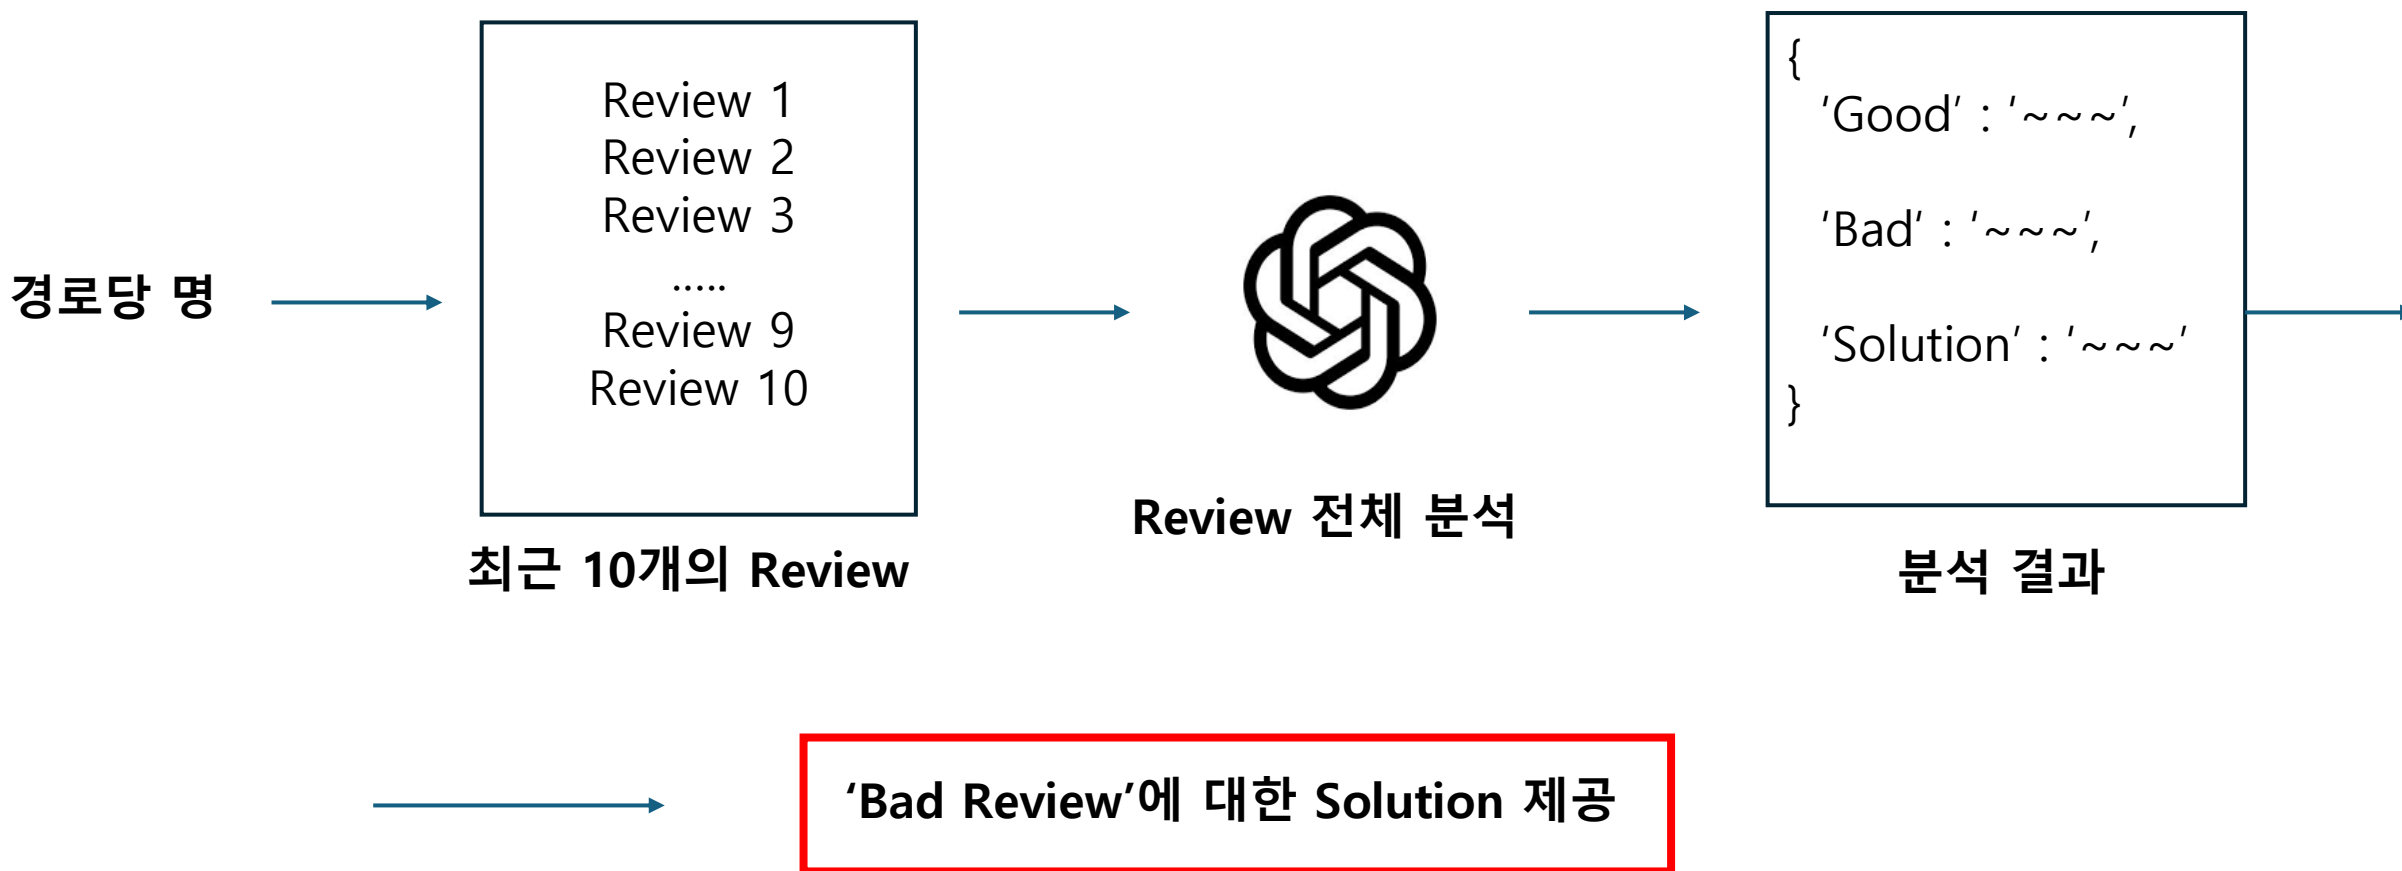 경로당 명
Review 1
Review 2
Review 3
.....
Review 9
Review 10
최근 10개의 Review
Review 전체 분석
{
‘Good’ : ‘~~~’,
‘Bad’ : ‘~~~’,
‘Solution’ : ‘~~~’
}
분석 결과
‘Bad Review’에 대한 Solution 제공